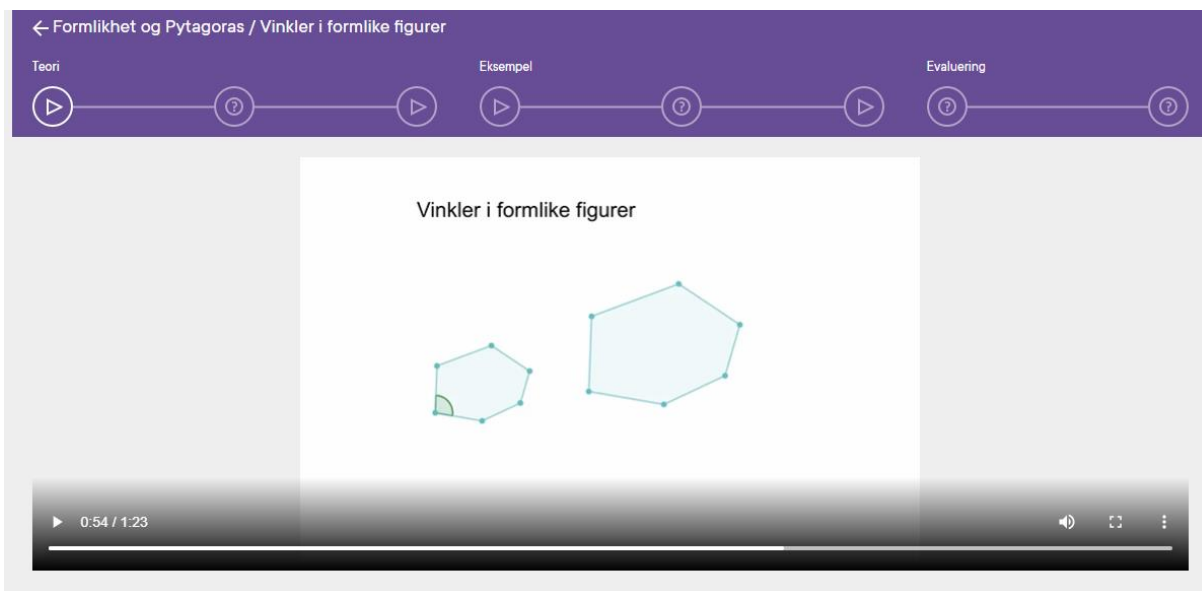 ← Formlikhet og Pytagoras / Vinkler i formlike figurer
Teori
Eksempel
Evaluering
?
?
?
?
Vinkler i formlike figurer
0:54 / 1:23